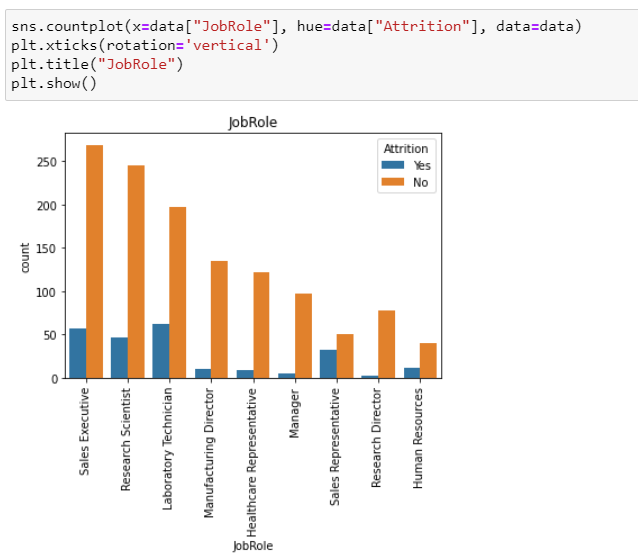 sns.countplot(x=data["JobRole"], hue=data["Attrition"], data=data)
plt.xticks(rotation='vertical')
plt.title("JobRole")
plt.show()
JobRole
Attrition
Yes
No
250
200
150
100
50
0
count
Sales Executive
Research Scientist
Laboratory Technician
Manufacturing Director
Healthcare Representative
Manager
Sales Representative
Research Director
Human Resources
JobRole